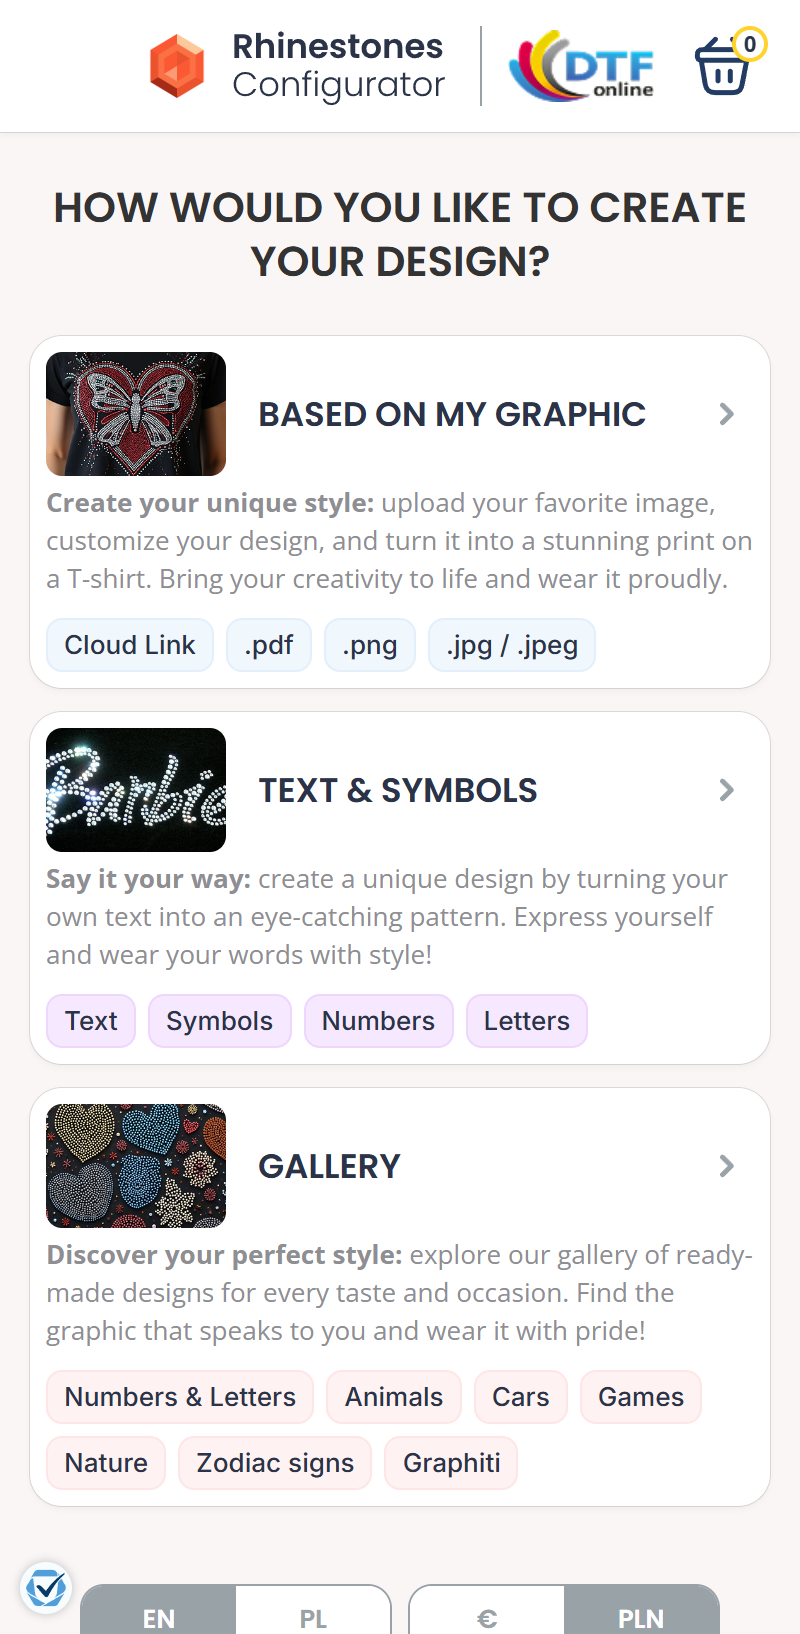 Rhinestones
Configurator
DTF
online
0
HOW WOULD YOU LIKE TO CREATE
YOUR DESIGN?
BASED ON MY GRAPHIC
Create your unique style: upload your favorite image,
customize your design, and turn it into a stunning print on
a T-shirt. Bring your creativity to life and wear it proudly.
Cloud Link .pdf .png .jpg / .jpeg
Barbie
TEXT & SYMBOLS
Say it your way: create a unique design by turning your
own text into an eye-catching pattern. Express yourself
and wear your words with style!
Text Symbols Numbers Letters
GALLERY
Discover your perfect style: explore our gallery of ready-
made designs for every taste and occasion. Find the
graphic that speaks to you and wear it with pride!
Numbers & Letters Animals Cars Games
Nature Zodiac signs Graphiti
EN PL € PLN